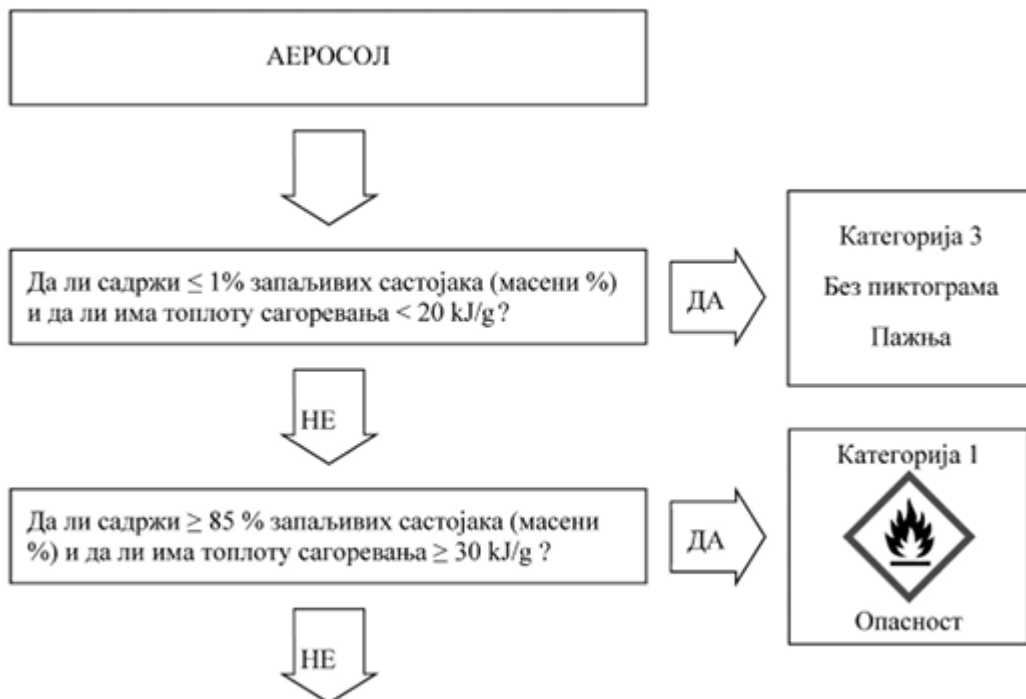 АЕРОСОЛ
Да ли садржи ≤ 1% запаљивих састојака (масени %)
и да ли има топлоту сагоревања < 20 kJ/g ?
ДА
Категорија 3
Без пиктограма
Пажња
НЕ
Да ли садржи ≥ 85 % запаљивих састојака (масени
%) и да ли има топлоту сагоревања ≥ 30 kJ/g ?
ДА
Категорија 1
Опасност
НЕ